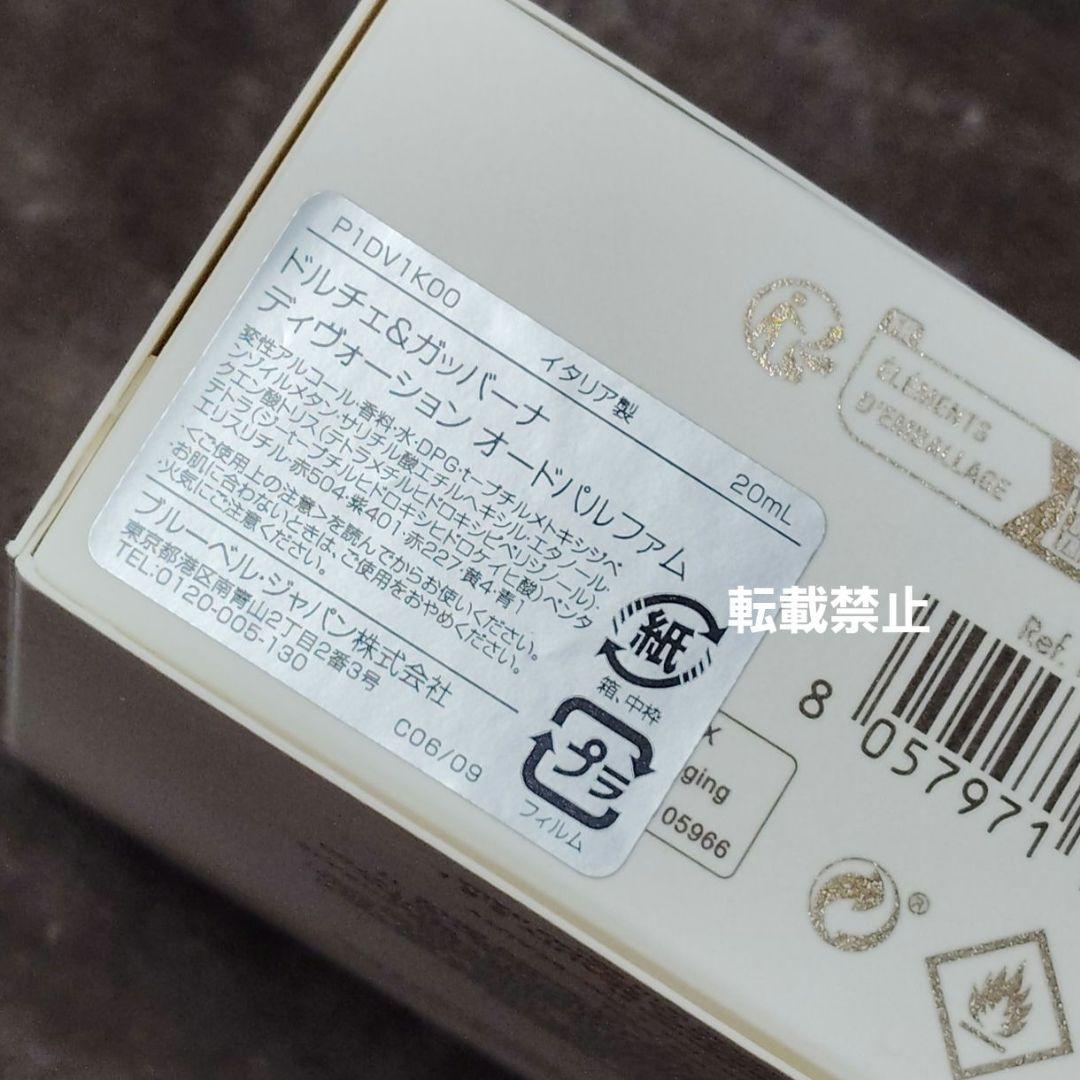 P1DV1K00 イタリア製 20mL
ドルチェ&ガッバーナ
ディヴォーション オードパルファム
変性アルコール・香料・水・DPG・t-ブチルメトキシジベ
ンゾイルメタン・サリチル酸エチルヘキシル・エタノール・
クエン酸トリス(テトラメチルヒドロキシピペリジノール)・
テトラ(ジ-t-ブチルヒドロキシヒドロケイヒ酸)ペンタ
エリスリチル・赤504・紫401・赤227・黄4・青1
<ご使用上の注意>を読んでからお使いください。
・お肌に合わないときは、ご使用をおやめください。
・火気にご注意ください。
ブルーベル・ジャパン株式会社
東京都港区南青山2丁目2番3号
TEL:0120-005-130
C06/09
紙
箱、中枠
プラ
フィルム
転載禁止
ÉLÉMENTS
D'EMBALLAGE
Ref.
8 057971
ging
05966